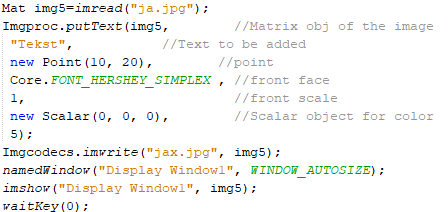 Mat img5=imread("ja.jpg");
Imgproc.putText(img5, //Matrix obj of the image
"Tekst", //Text to be added
new Point(10, 20), //point
Core.FONT_HERSHEY_SIMPLEX , //front face
1, //front scale
new Scalar(0, 0, 0), //Scalar object for color
5);
Imgcodecs.imwrite("jax.jpg", img5);
namedWindow("Display Window1", WINDOW_AUTOSIZE);
imshow("Display Window1", img5);
waitKey(0);